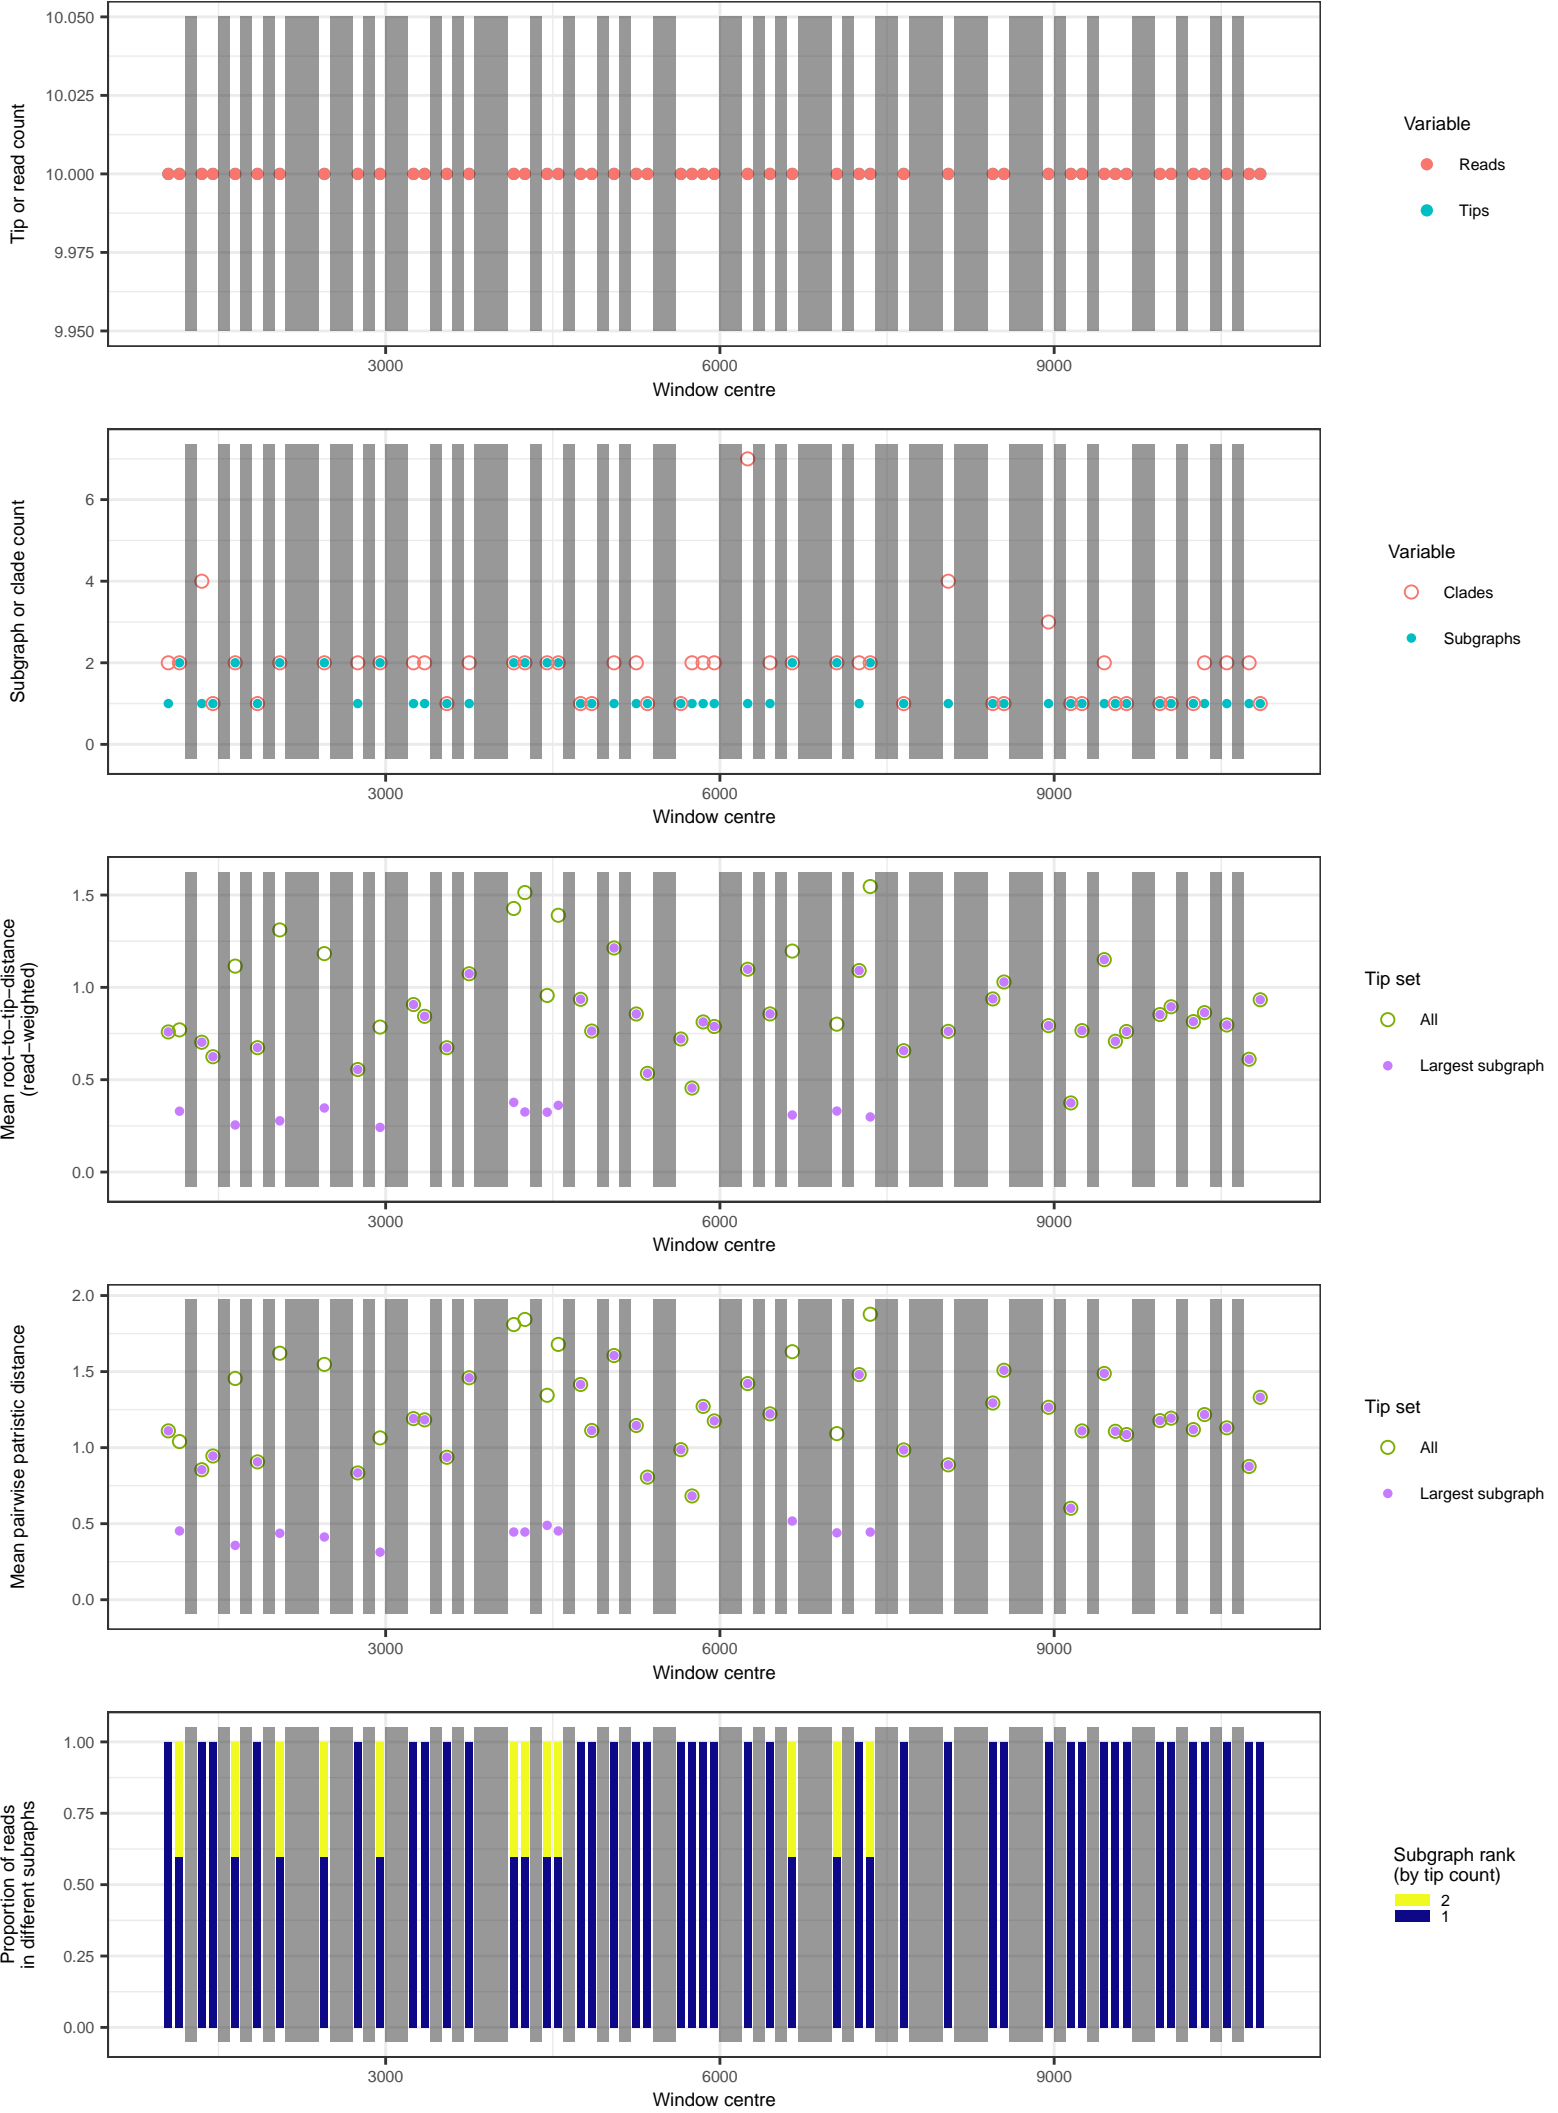 10.050
10.025
10.000
9.975
9.950
Tip or read count
3000 6000 9000
Window centre
Variable
Reads
Tips
6
4
2
0
Subgraph or clade count
3000 6000 9000
Window centre
Variable
Clades
Subgraphs
1.5
1.0
0.5
0.0
Mean root−to−tip−distance
(read−weighted)
3000 6000 9000
Window centre
Tip set
All
Largest subgraph
2.0
1.5
1.0
0.5
0.0
Mean pairwise patristic distance
3000 6000 9000
Window centre
Tip set
All
Largest subgraph
1.00
0.75
0.50
0.25
0.00
Proportion of reads
in different subraphs
3000 6000 9000
Window centre
Subgraph rank
(by tip count)
2
1